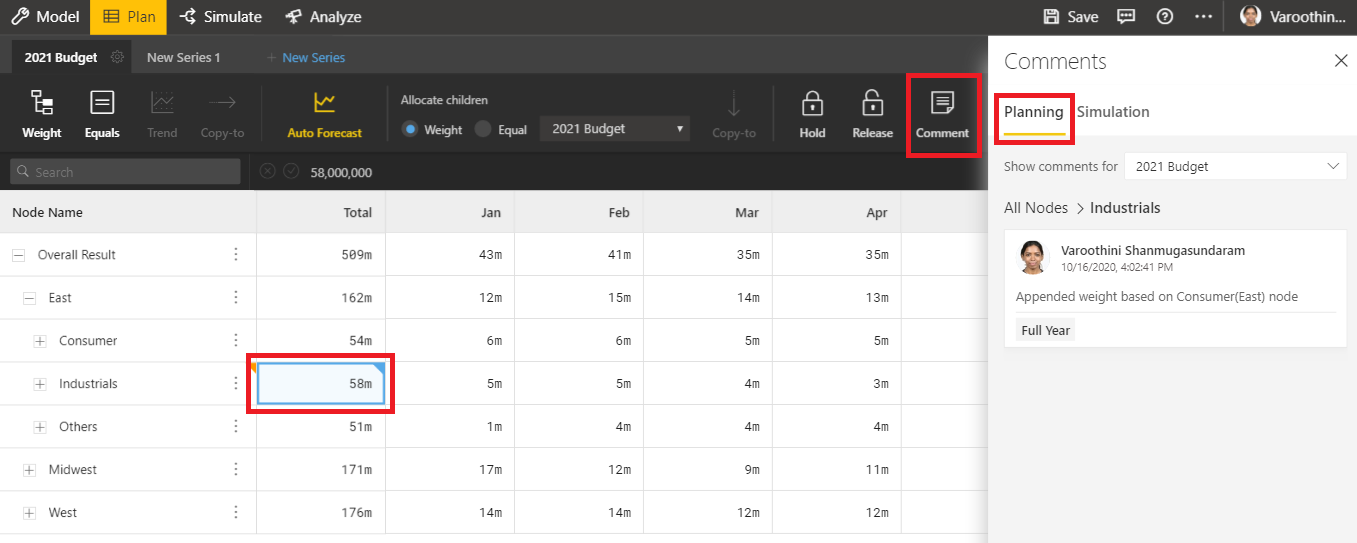 Model Plan Simulate Analyze Save Varoothin...
2021 Budget New Series 1 + New Series
Weight Equals Trend Copy-to Auto Forecast
Allocate children
Weight Equal 2021 Budget
Copy-to Hold Release Comment
Search 58,000,000
Node Name Total Jan Feb Mar Apr
Overall Result 509m 43m 41m 35m 35m
East 162m 12m 15m 14m 13m
Consumer 54m 6m 6m 5m 5m
Industrials 58m 5m 5m 4m 3m
Others 51m 1m 4m 4m 4m
Midwest 171m 17m 12m 9m 11m
West 176m 14m 14m 12m 12m
Comments
Planning Simulation
Show comments for 2021 Budget
All Nodes > Industrials
Varoothini Shanmugasundaram
10/16/2020, 4:02:41 PM
Appended weight based on Consumer(East) node
Full Year